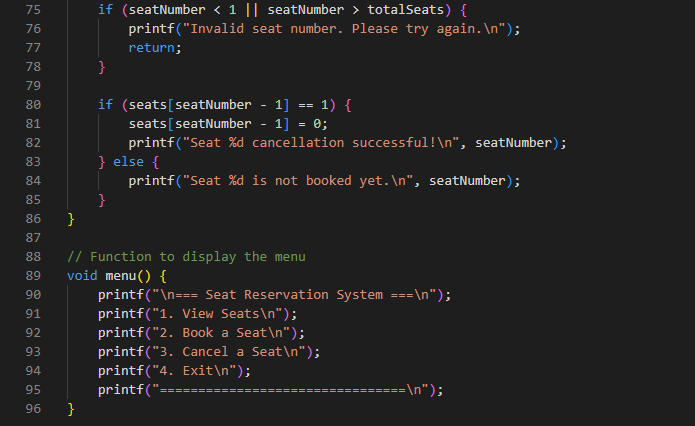 75 if (seatNumber < 1 || seatNumber > totalSeats) {
76 printf("Invalid seat number. Please try again.\n");
77 return;
78 }
79
80 if (seats[seatNumber - 1] == 1) {
81 seats[seatNumber - 1] = 0;
82 printf("Seat %d cancellation successful!\n", seatNumber);
83 } else {
84 printf("Seat %d is not booked yet.\n", seatNumber);
85 }
86 }
87
88 // Function to display the menu
89 void menu() {
90 printf("\n=== Seat Reservation System ===\n");
91 printf("1. View Seats\n");
92 printf("2. Book a Seat\n");
93 printf("3. Cancel a Seat\n");
94 printf("4. Exit\n");
95 printf("================================\n");
96 }